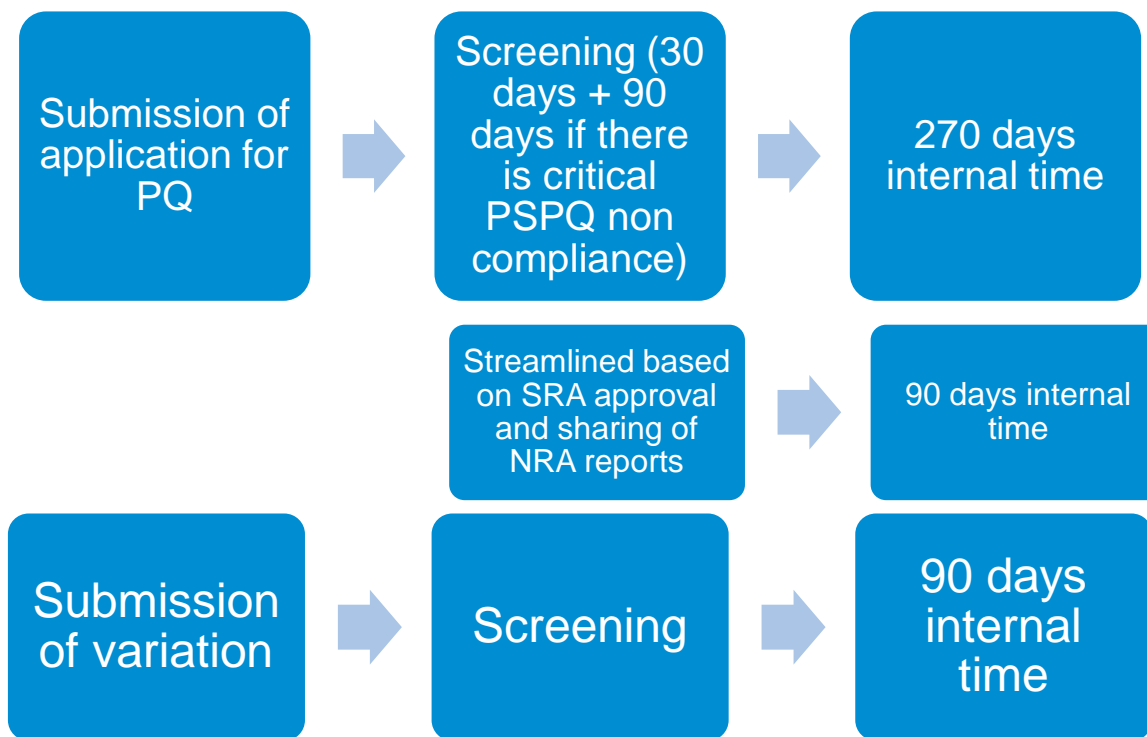 Submission of
application for
PQ
Screening (30
days + 90
days if there
is critical
PSPQ non
compliance)
270 days
internal time
Streamlined based
on SRA approval
and sharing of
NRA reports
90 days internal
time
Submission
of variation
Screening
90 days
internal
time